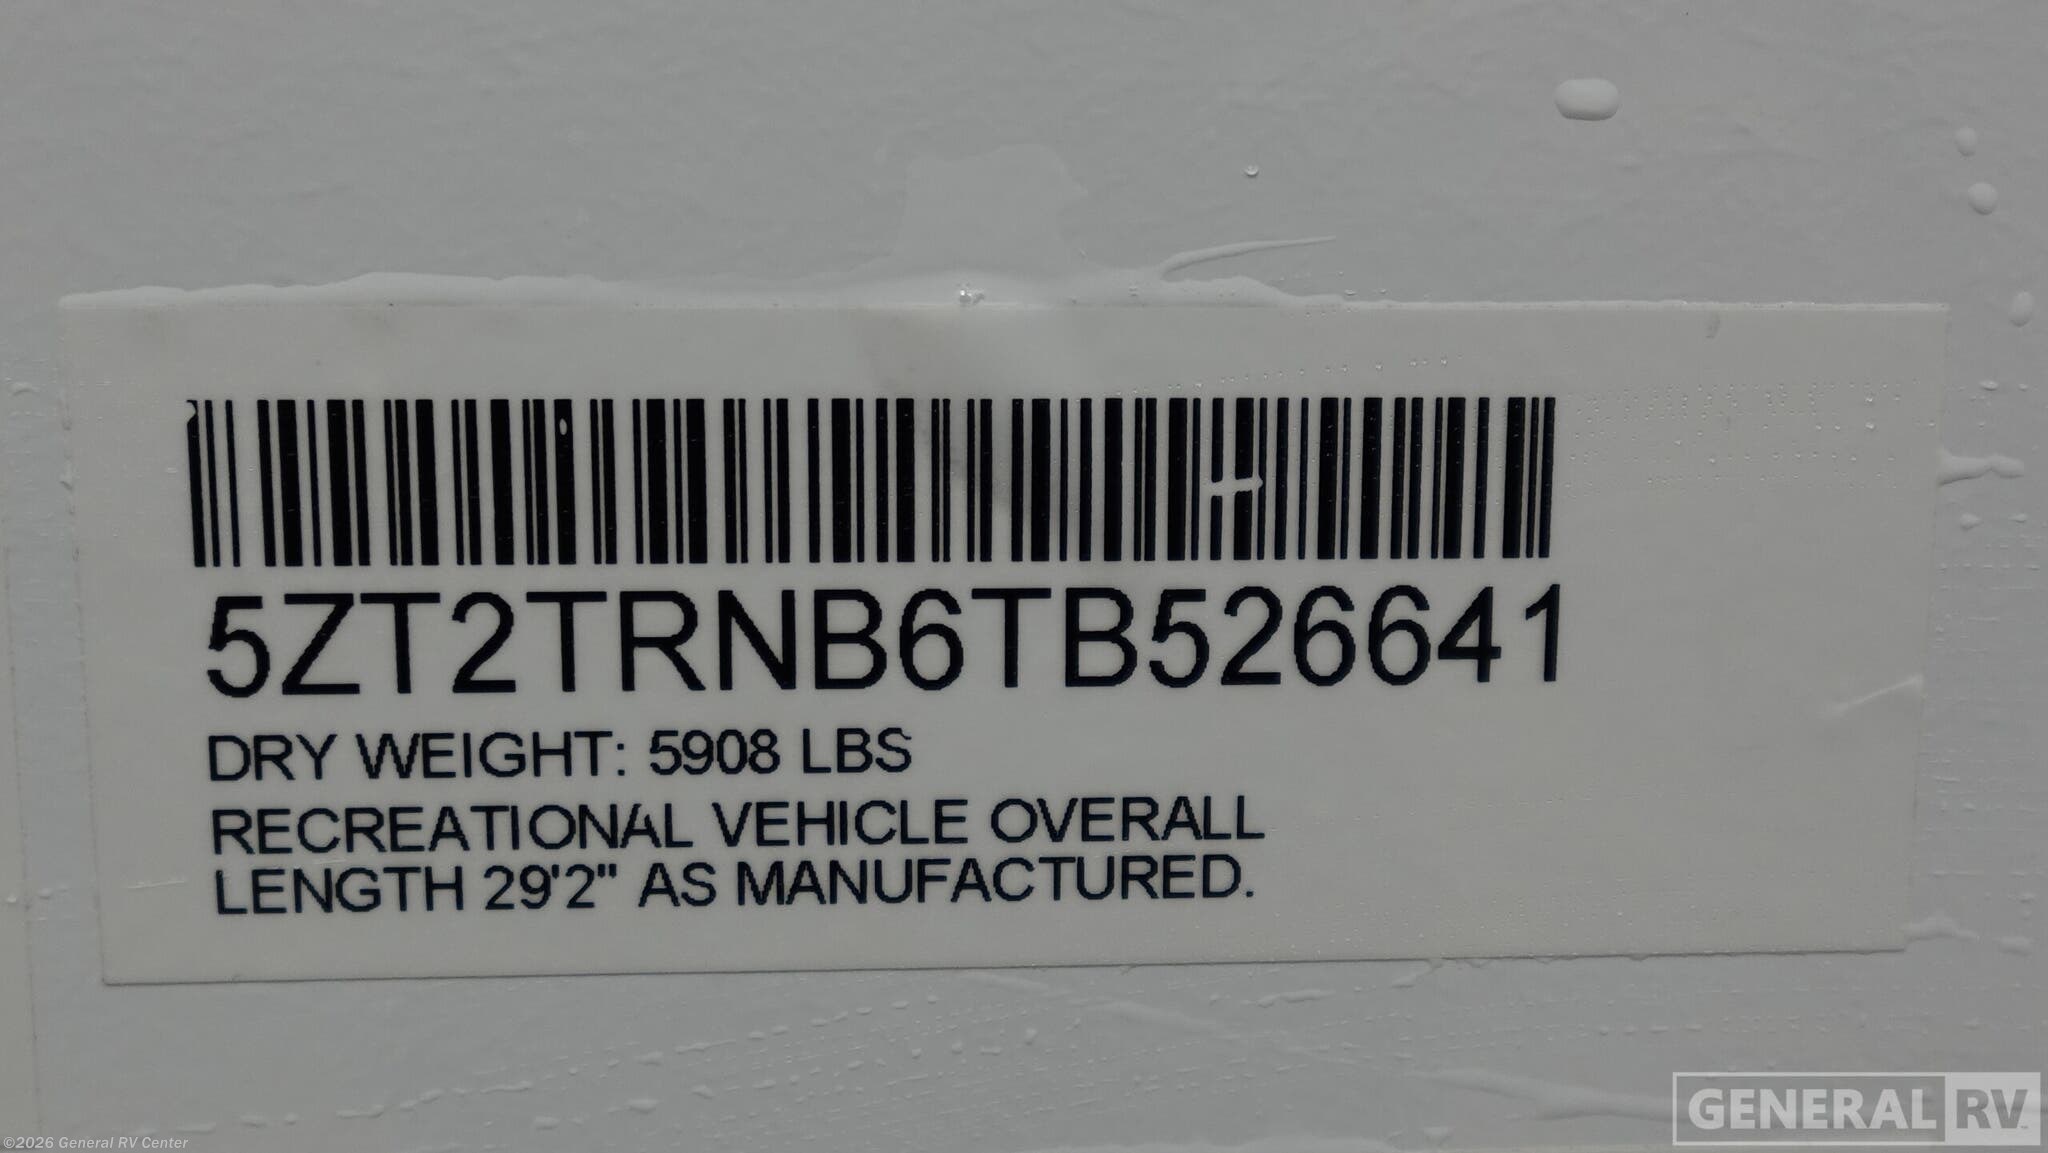 5ZT2TRNB6TB526641
DRY WEIGHT: 5908 LBS
RECREATIONAL VEHICLE OVERALL
LENGTH 29'2" AS MANUFACTURED.
GENERAL RV
©2026 General RV Center